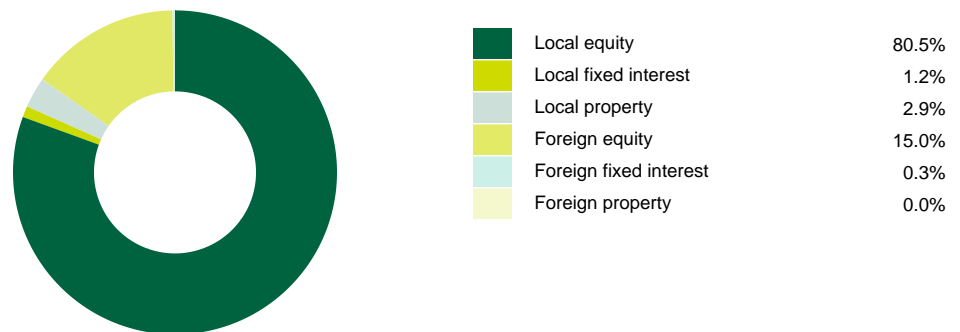 Local equity 80.5%
Local fixed interest 1.2%
Local property 2.9%
Foreign equity 15.0%
Foreign fixed interest 0.3%
Foreign property 0.0%